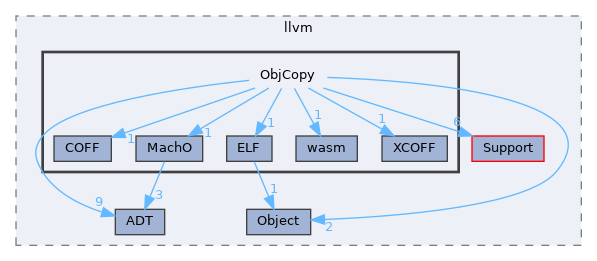 llvm
ObjCopy
1 1 1 1 1 6
COFF MachO ELF wasm XCOFF Support
9 3 1 2
ADT Object